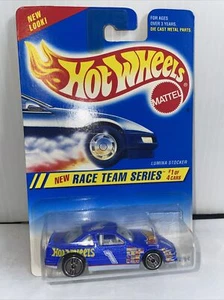 NEW LOOK!
FOR AGES
OVER 3 YEARS.
DIE CAST METAL PARTS
Hot Wheels
MATTEL
LUMINA STOCKER
NEW RACE TEAM SERIES #1 OF
4 CARS
Hot Wheels
1